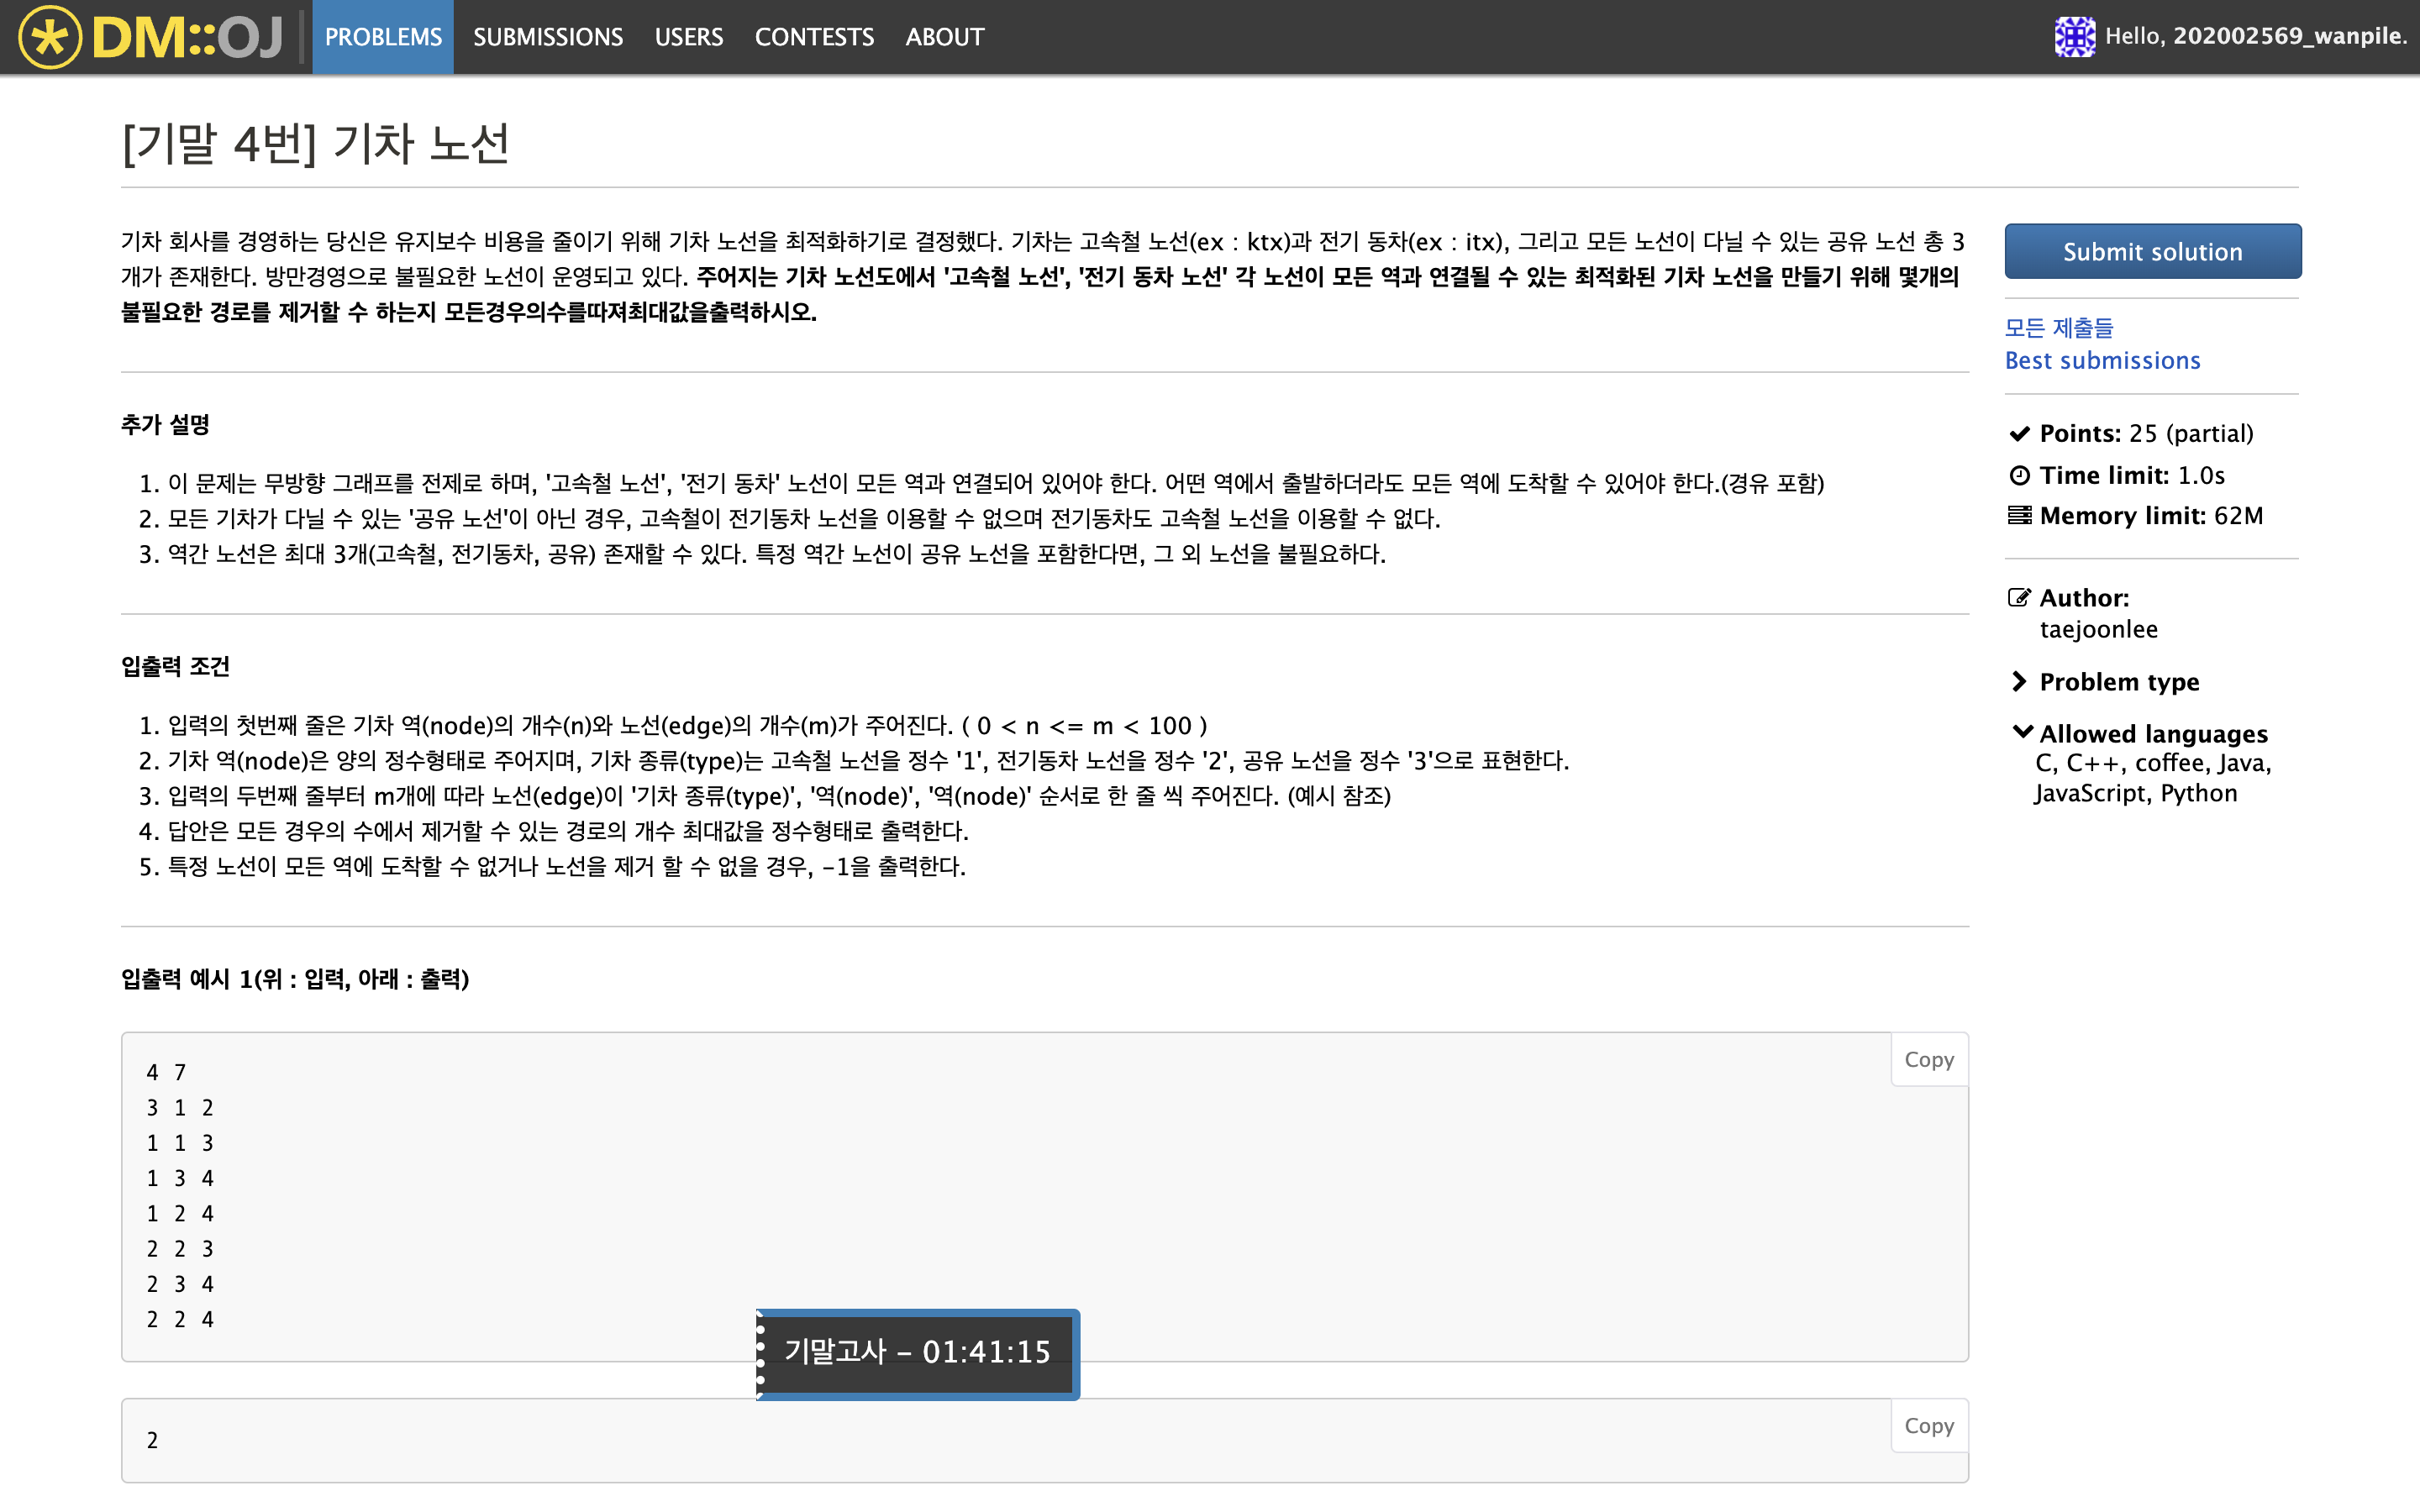 DM::OJ PROBLEMS SUBMISSIONS USERS CONTESTS ABOUT Hello, 202002569_wanpile.
[기말 4번] 기차 노선
기차 회사를 경영하는 당신은 유지보수 비용을 줄이기 위해 기차 노선을 최적화하기로 결정했다. 기차는 고속철 노선(ex : ktx)과 전기 동차(ex : itx), 그리고 모든 노선이 다닐 수 있는 공유 노선 총 3
개가 존재한다. 방만경영으로 불필요한 노선이 운영되고 있다. 주어지는 기차 노선도에서 '고속철 노선', '전기 동차 노선' 각 노선이 모든 역과 연결될 수 있는 최적화된 기차 노선을 만들기 위해 몇개의
불필요한 경로를 제거할 수 하는지 모든경우의수를따져최대값을출력하시오.
추가 설명
1. 이 문제는 무방향 그래프를 전제로 하며, '고속철 노선', '전기 동차' 노선이 모든 역과 연결되어 있어야 한다. 어떤 역에서 출발하더라도 모든 역에 도착할 수 있어야 한다.(경유 포함)
2. 모든 기차가 다닐 수 있는 '공유 노선'이 아닌 경우, 고속철이 전기동차 노선을 이용할 수 없으며 전기동차도 고속철 노선을 이용할 수 없다.
3. 역간 노선은 최대 3개(고속철, 전기동차, 공유) 존재할 수 있다. 특정 역간 노선이 공유 노선을 포함한다면, 그 외 노선을 불필요하다.
입출력 조건
1. 입력의 첫번째 줄은 기차 역(node)의 개수(n)와 노선(edge)의 개수(m)가 주어진다. ( 0 < n <= m < 100 )
2. 기차 역(node)은 양의 정수형태로 주어지며, 기차 종류(type)는 고속철 노선을 정수 '1', 전기동차 노선을 정수 '2', 공유 노선을 정수 '3'으로 표현한다.
3. 입력의 두번째 줄부터 m개에 따라 노선(edge)이 '기차 종류(type)', '역(node)', '역(node)' 순서로 한 줄 씩 주어진다. (예시 참조)
4. 답안은 모든 경우의 수에서 제거할 수 있는 경로의 개수 최대값을 정수형태로 출력한다.
5. 특정 노선이 모든 역에 도착할 수 없거나 노선을 제거 할 수 없을 경우, -1을 출력한다.
입출력 예시 1(위 : 입력, 아래 : 출력)
Copy
4 7
3 1 2
1 1 3
1 3 4
1 2 4
2 2 3
2 3 4
2 2 4
기말고사 - 01:41:15
Copy
2
Submit solution
모든 제출들
Best submissions
Points: 25 (partial)
Time limit: 1.0s
Memory limit: 62M
Author:
taejoonlee
Problem type
Allowed languages
C, C++, coffee, Java,
JavaScript, Python